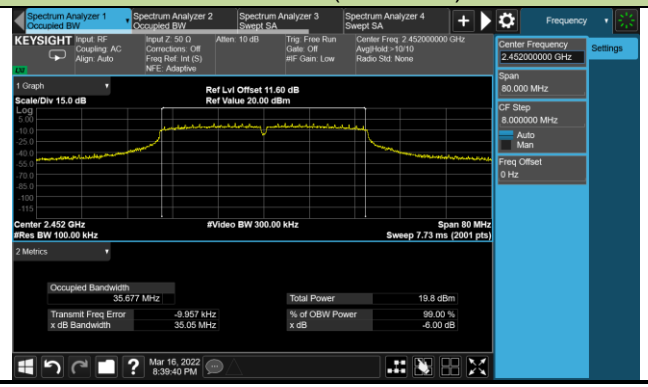 Spectrum Analyzer 1
Occupied BW
Spectrum Analyzer 2
Occupied BW
Spectrum Analyzer 3
Swept SA
Spectrum Analyzer 4
Swept SA
+
Frequency
KEYSIGHT
Input: RF
Coupling: AC
Align: Auto
Input Z: 50 Ω
Corrections: Off
Freq Ref: Int (S)
NFE: Adaptive
Atten: 10 dB
Trig: Free Run
Gate: Off
#IF Gain: Low
Center Freq: 2.452000000 GHz
Avg|Hold:>10/10
Radio Std: None
Center Frequency
2.452000000 GHz
Settings
Span
80.000 MHz
CF Step
8.000000 MHz
Auto
Man
Freq Offset
0 Hz
1 Graph
Scale/Div 15.0 dB
Ref Lvl Offset 11.60 dB
Ref Value 20.00 dBm
Log
5.00
-10.0
-25.0
-40.0
-55.0
-70.0
-85.0
-100
-115
Center 2.452 GHz
#Res BW 100.00 kHz
#Video BW 300.00 kHz
Span 80 MHz
Sweep 7.73 ms (2001 pts)
2 Metrics
Occupied Bandwidth
35.677 MHz
Total Power 19.8 dBm
Transmit Freq Error -9.957 kHz
% of OBW Power 99.00 %
x dB Bandwidth 35.05 MHz
x dB -6.00 dB
?
Mar 16, 2022
8:39:40 PM